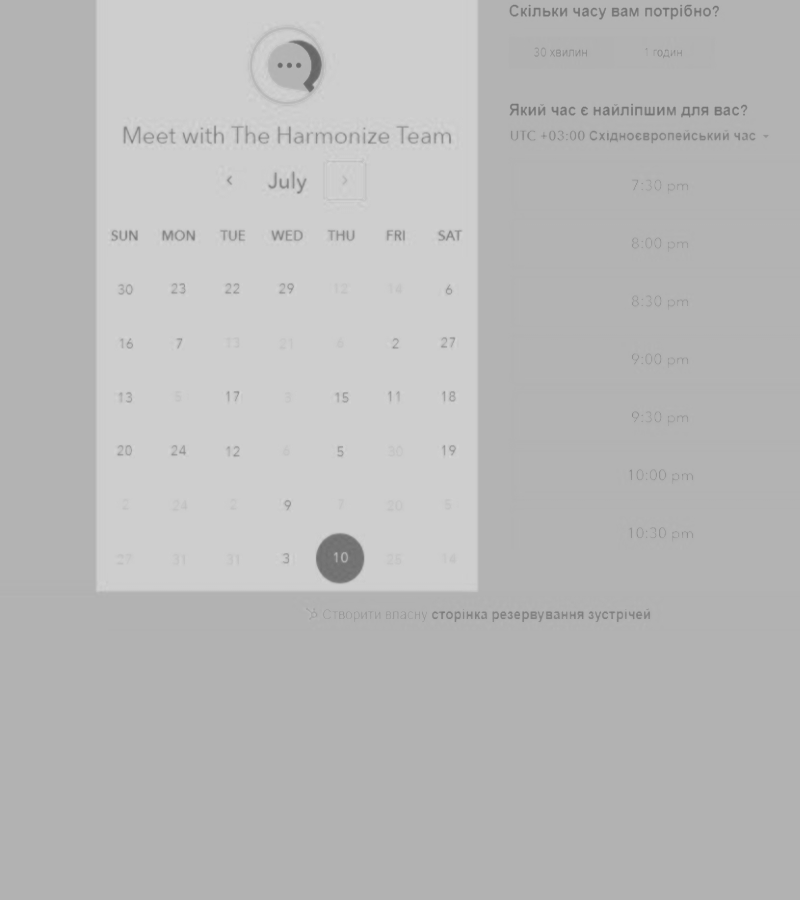 Meet with The Harmonize Team
July
SUN MON TUE WED THU FRI SAT
30 23 22 29 12 14 6
16 7 13 21 6 2 27
13 5 17 3 15 11 18
20 24 12 6 5 30 19
2 24 2 9 7 20 5
27 31 31 3 10 25 14
Скільки часу вам потрібно?
30 хвилин 1 годин
Який час є найліпшим для вас?
UTC +03:00 Східноєвропейський час
7:30 pm
8:00 pm
8:30 pm
9:00 pm
9:30 pm
10:00 pm
10:30 pm
Створити власну сторінка резервування зустрічей